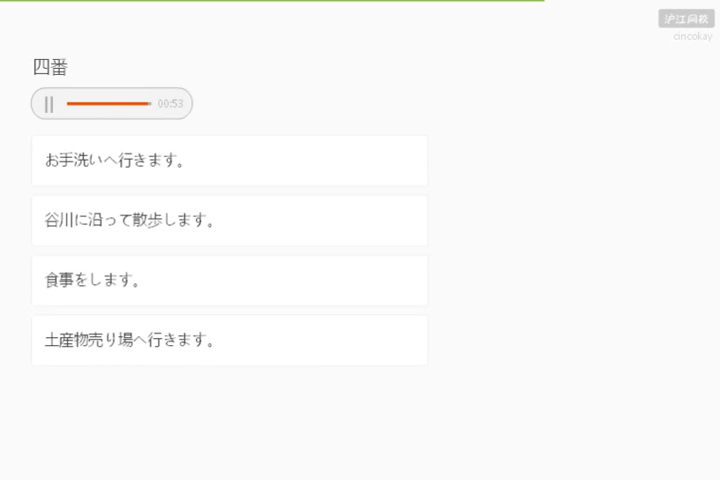 沪江网校
cincokay
四番
00:53
お手洗いへ行きます。
谷川に沿って散歩します。
食事をします。
土産物売り場へ行きます。